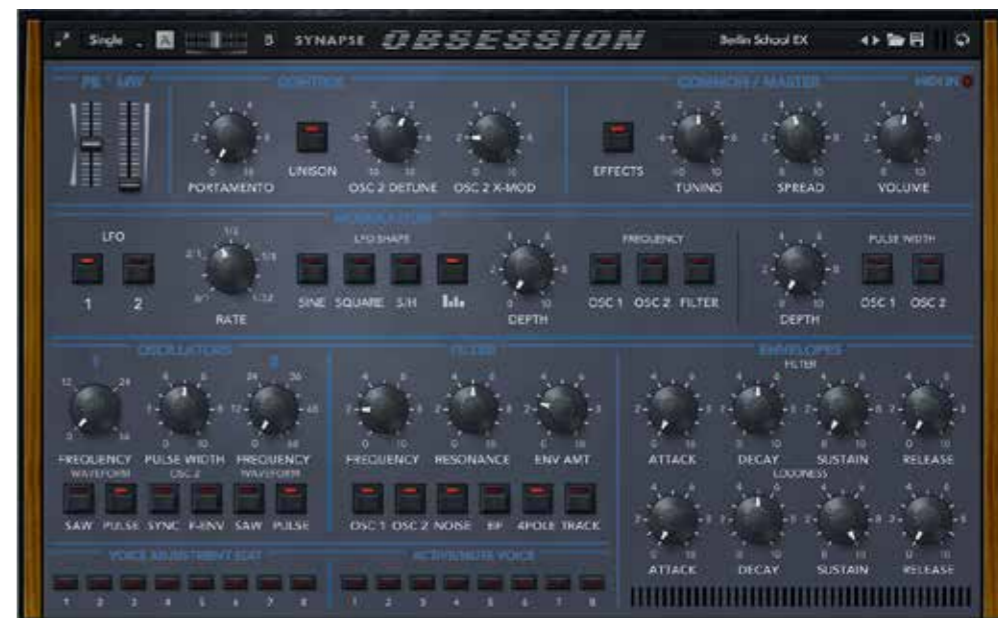 Single A B SYNAPSE OBSESSION Berlin School EX
PB MW CONTROL COMMON / MASTER MIDI IN
PORTAMENTO UNISON OSC 2 DETUNE OSC 2 X-MOD EFFECTS TUNING SPREAD VOLUME
MODULATION
LFO LFO SHAPE FREQUENCY PULSE WIDTH
1 2 RATE SINE SQUARE S/H DEPTH OSC 1 OSC 2 FILTER DEPTH OSC 1 OSC 2
OSCILLATORS FILTER ENVELOPES
1 2 FILTER
FREQUENCY PULSE WIDTH FREQUENCY FREQUENCY RESONANCE ENV AMT ATTACK DECAY SUSTAIN RELEASE
WAVEFORM OSC 2 WAVEFORM LOUDNESS
SAW PULSE SYNC F-ENV SAW PULSE OSC 1 OSC 2 NOISE BP 4POLE TRACK
ATTACK DECAY SUSTAIN RELEASE
VOICE ADJUSTMENT EDIT ACTIVE/MUTE VOICE
1 2 3 4 5 6 7 8 1 2 3 4 5 6 7 8